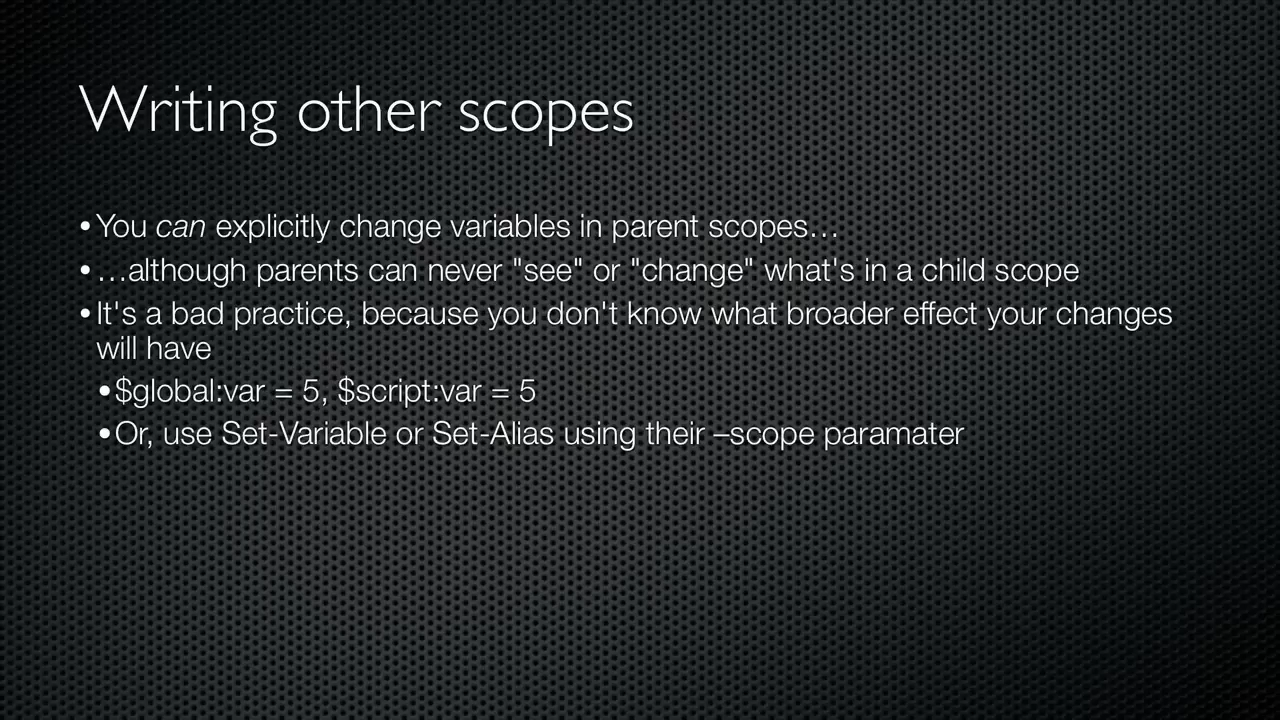 Writing other scopes
•You can explicitly change variables in parent scopes…
•…although parents can never "see" or "change" what's in a child scope
•It's a bad practice, because you don't know what broader effect your changes
will have
•$global:var = 5, $script:var = 5
•Or, use Set-Variable or Set-Alias using their –scope paramater